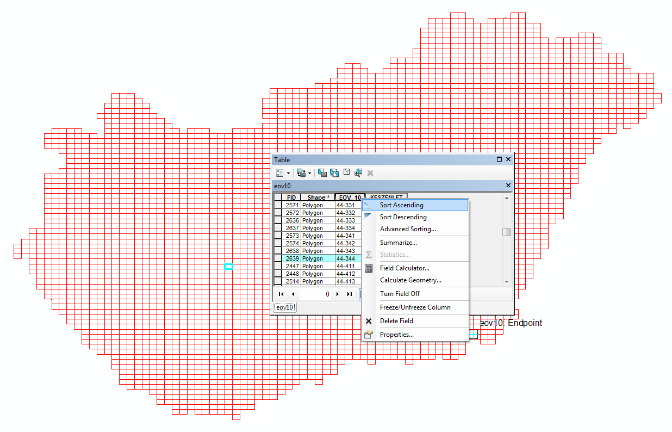 Table
eov10
FID Shape * EOV_10 KESZENLET
2571 Polygon 44-331
2572 Polygon 44-332
2636 Polygon 44-333
2637 Polygon 44-334
2573 Polygon 44-341
2574 Polygon 44-342
2638 Polygon 44-343
2639 Polygon 44-344
2447 Polygon 44-411
2448 Polygon 44-412
2514 Polygon 44-413
0
eov10
Sort Ascending
Sort Descending
Advanced Sorting...
Summarize...
Statistics...
Field Calculator...
Calculate Geometry...
Turn Field Off
Freeze/Unfreeze Column
Delete Field
Properties...
eov10: Endpoint